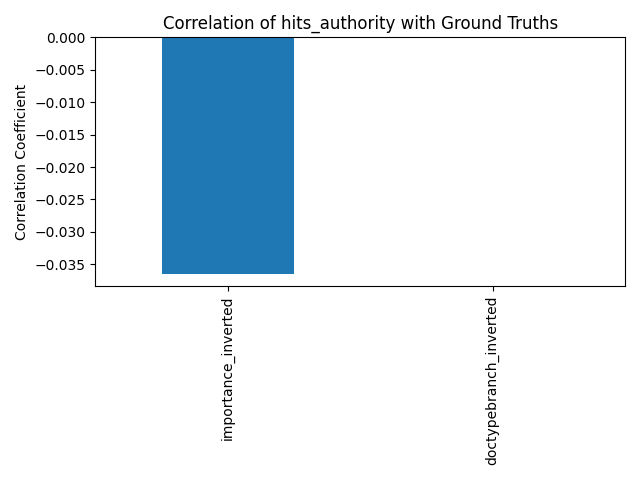 Correlation of hits_authority with Ground Truths
Correlation Coefficient
0.000
−0.005
−0.010
−0.015
−0.020
−0.025
−0.030
−0.035
importance_inverted
doctypebranch_inverted